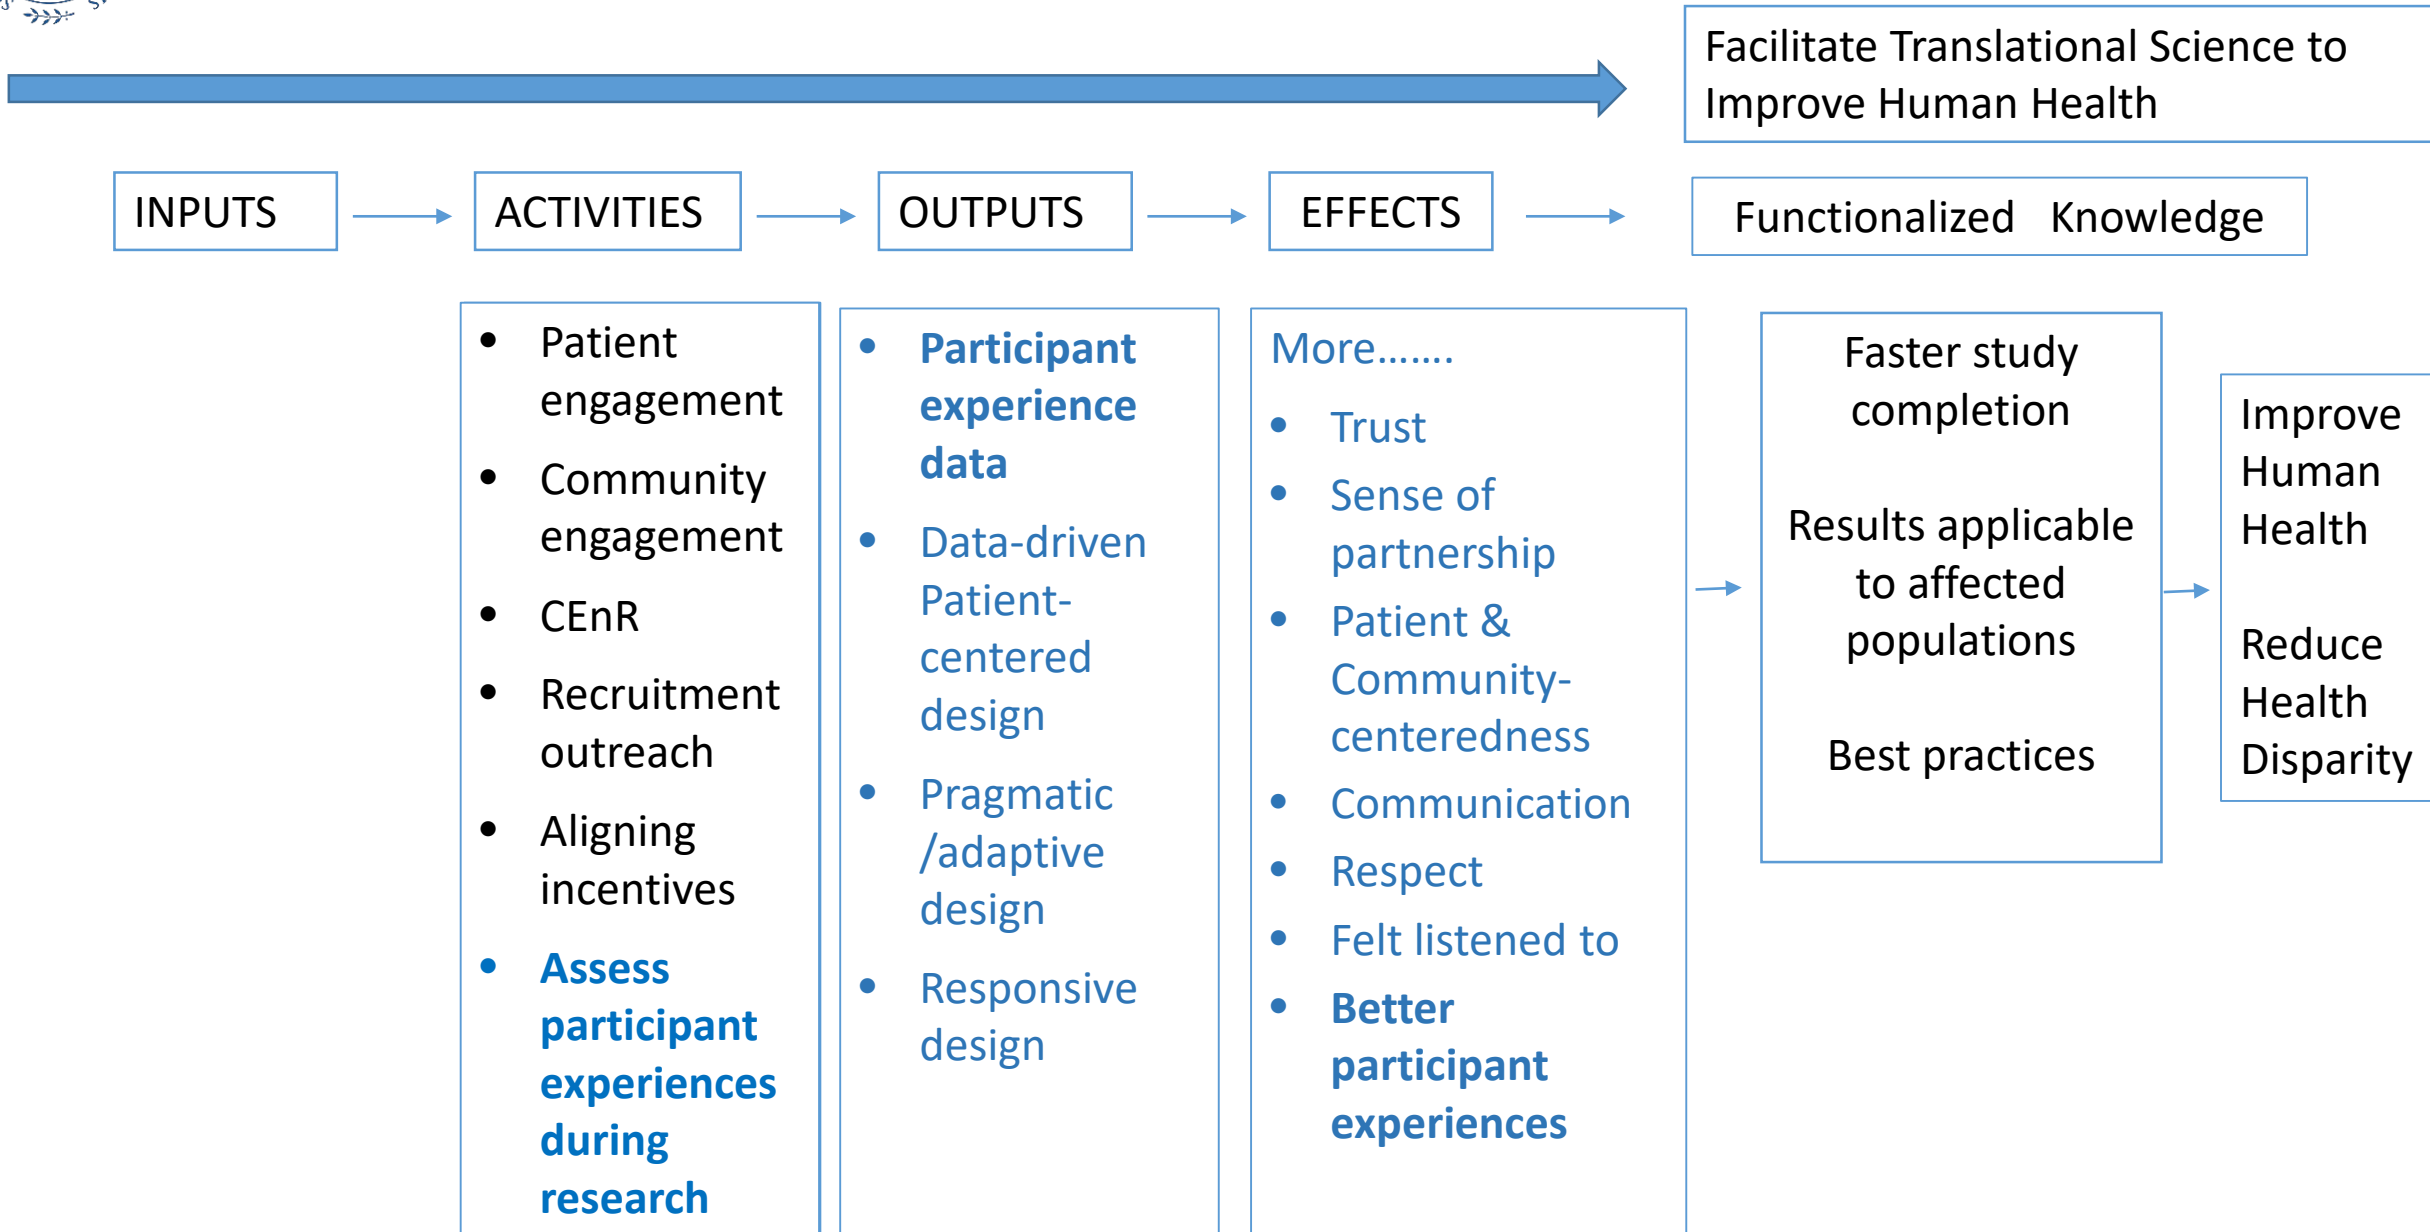 Facilitate Translational Science to
Improve Human Health
INPUTS
ACTIVITIES
OUTPUTS
EFFECTS
Functionalized Knowledge
• Patient
engagement
• Community
engagement
• CEnR
• Recruitment
outreach
• Aligning
incentives
• Assess
participant
experiences
during
research
• Participant
experience
data
• Data-driven
Patient-
centered
design
• Pragmatic
/adaptive
design
• Responsive
design
More.......
• Trust
• Sense of
partnership
• Patient &
Community-
centeredness
• Communication
• Respect
• Felt listened to
• Better
participant
experiences
Faster study
completion
Results applicable
to affected
populations
Best practices
Improve
Human
Health
Reduce
Health
Disparity